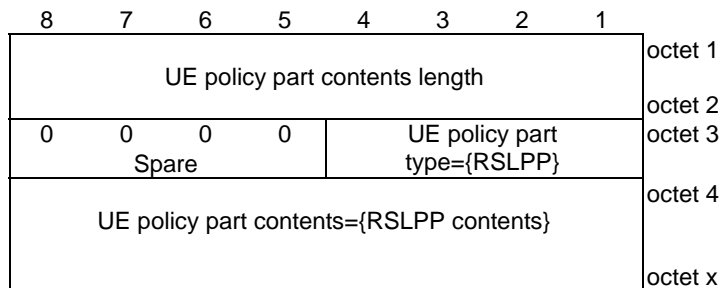 8 7 6 5 4 3 2 1
UE policy part contents length
octet 1
octet 2
0 0 0 0
Spare
UE policy part
type={RSLPP}
octet 3
UE policy part contents={RSLPP contents}
octet 4
octet x